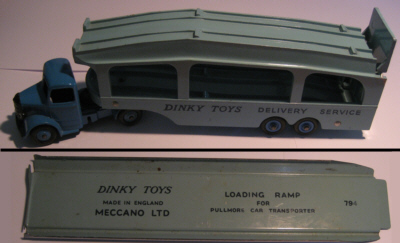 DINKY TOYS DELIVERY SERVICE
DINKY TOYS
MADE IN ENGLAND
MECCANO LTD
LOADING RAMP
FOR
PULLMORE CAR TRANSPORTER
794